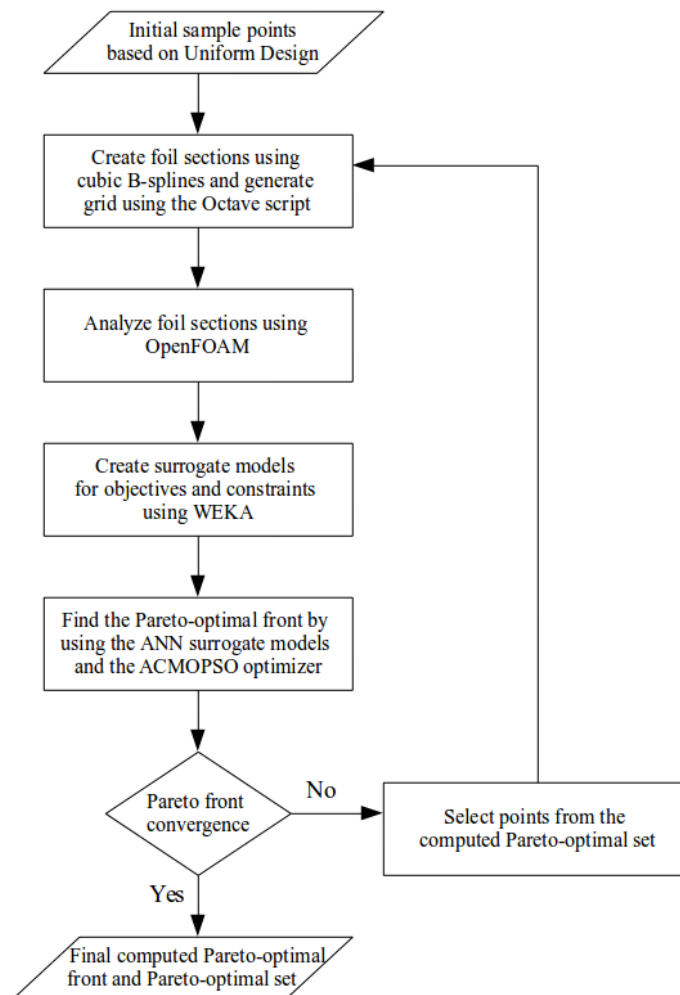 Initial sample points
based on Uniform Design
Create foil sections using
cubic B-splines and generate
grid using the Octave script
Analyze foil sections using
OpenFOAM
Create surrogate models
for objectives and constraints
using WEKA
Find the Pareto-optimal front by
using the ANN surrogate models
and the ACMOPSO optimizer
Pareto front
convergence
No
Select points from the
computed Pareto-optimal set
Yes
Final computed Pareto-optimal
front and Pareto-optimal set